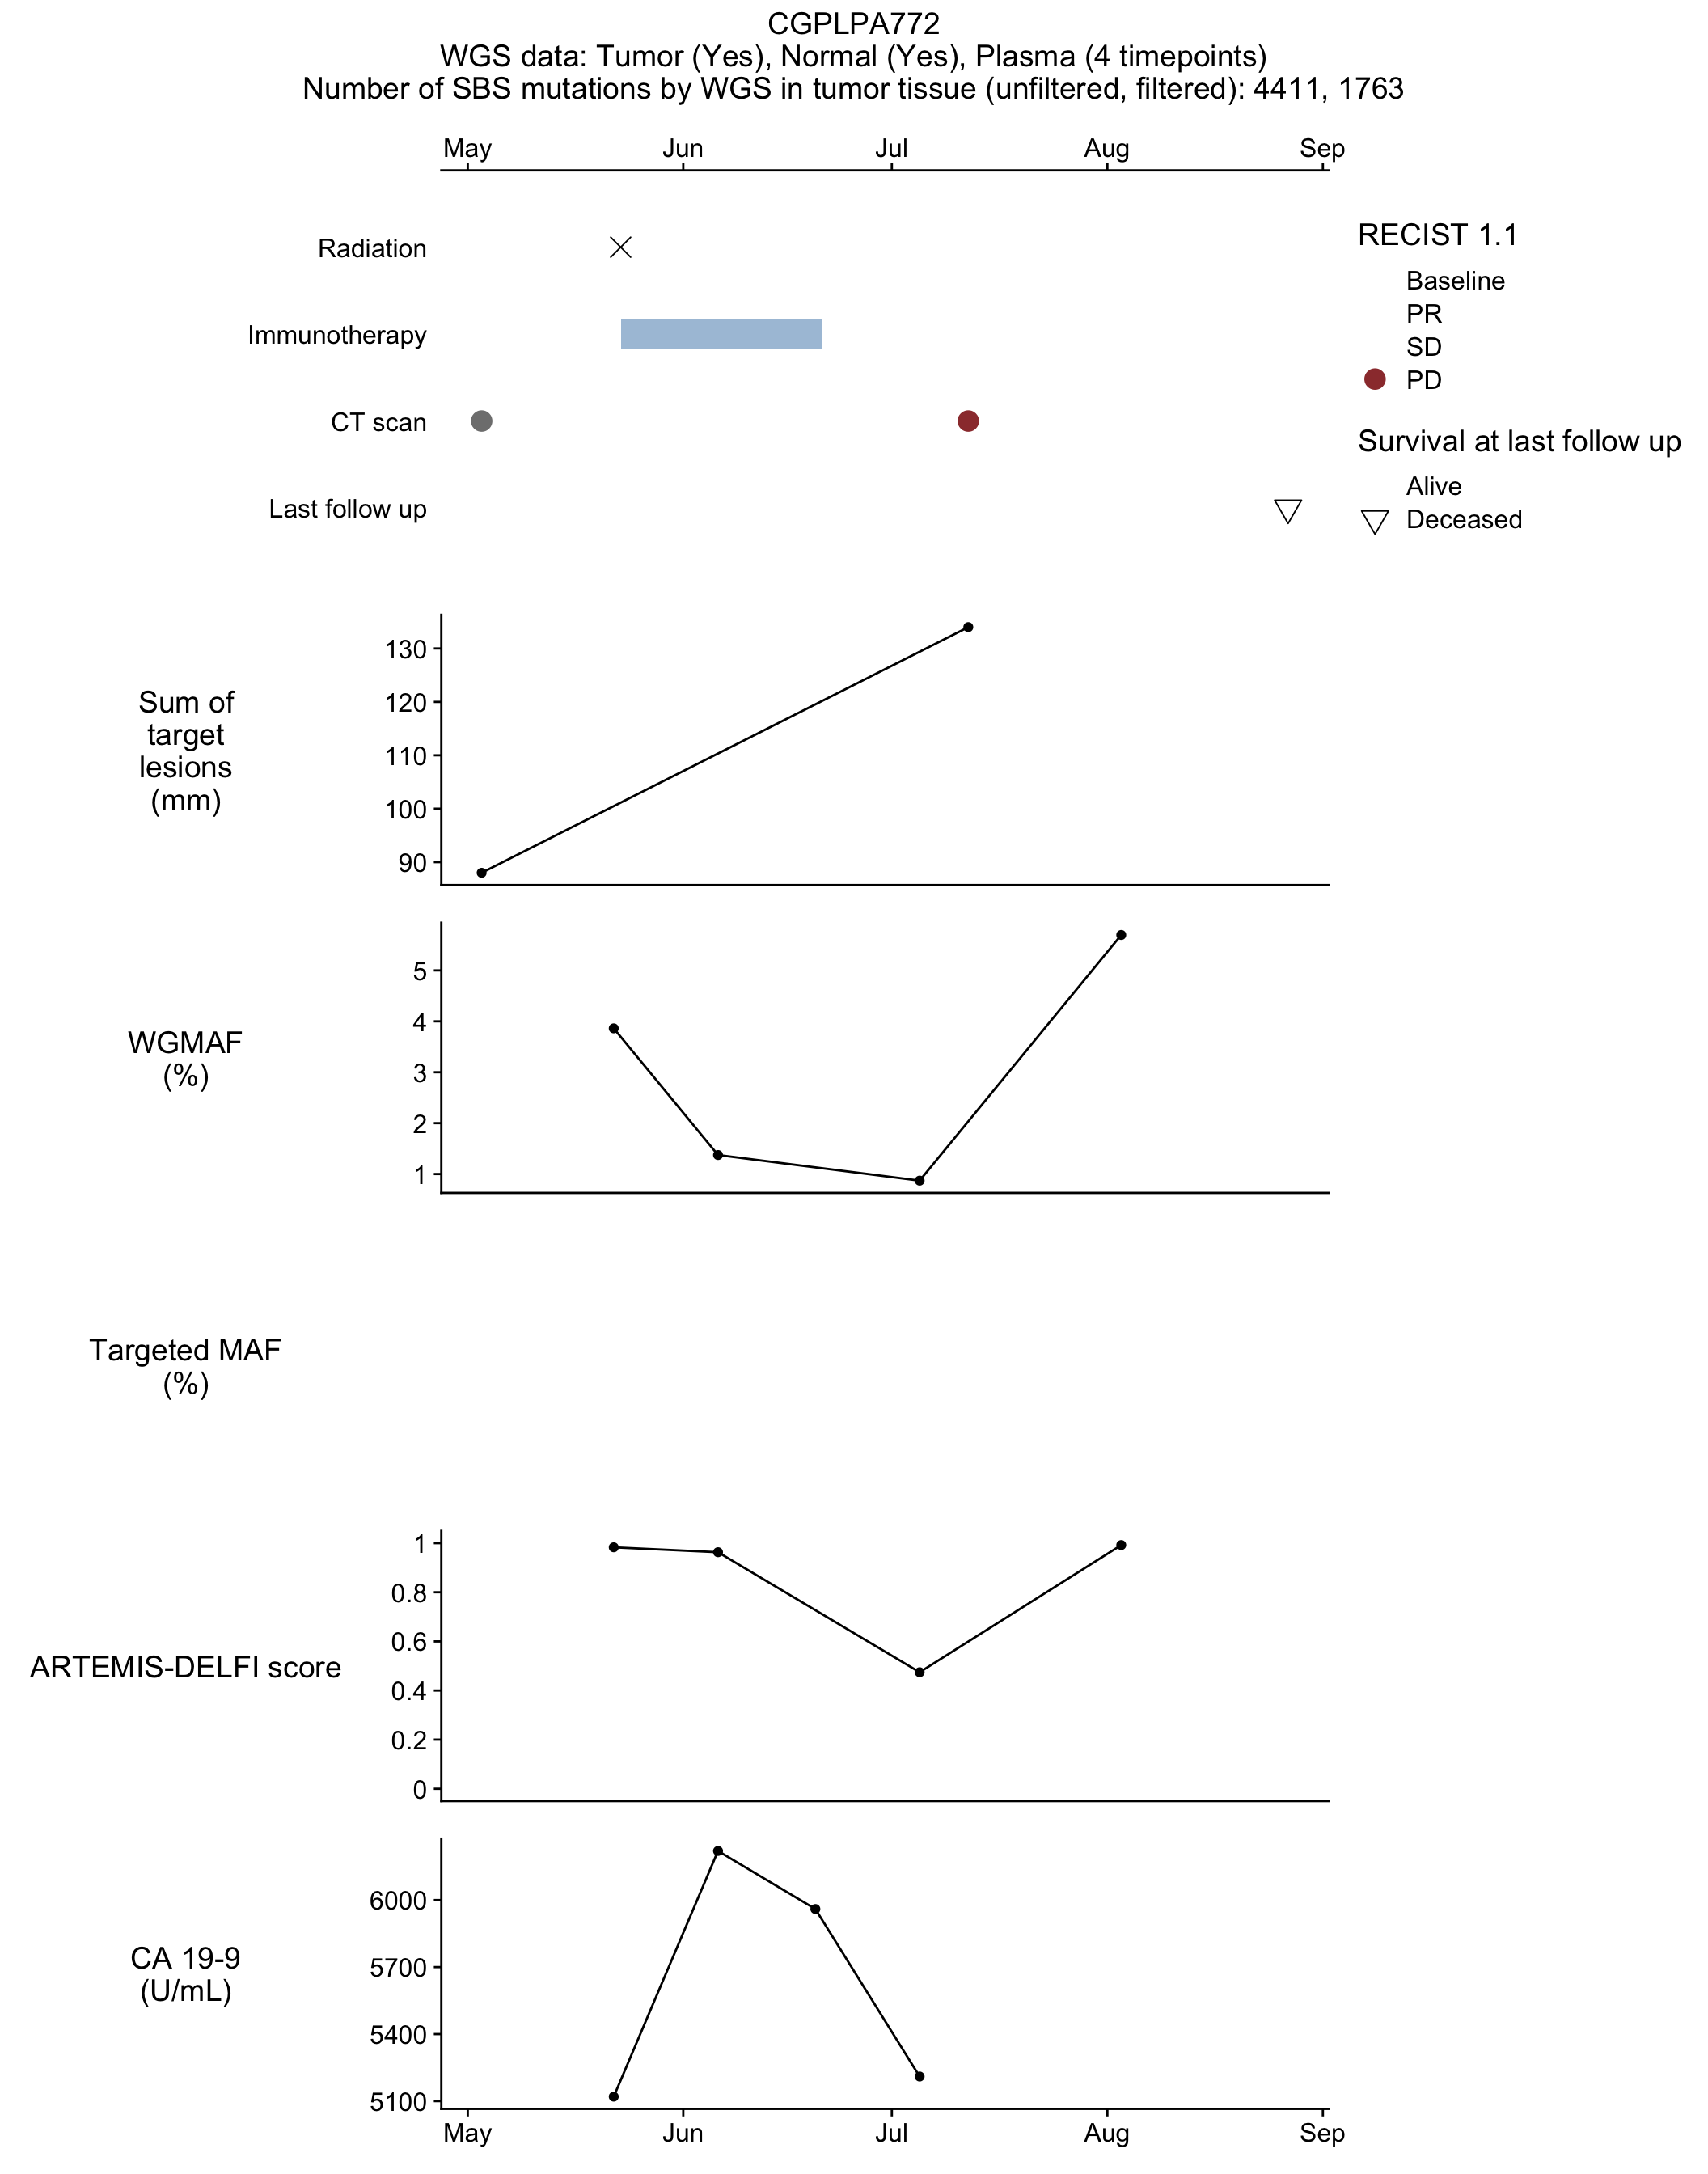 CGPLPA772
WGS data: Tumor (Yes), Normal (Yes), Plasma (4 timepoints)
Number of SBS mutations by WGS in tumor tissue (unfiltered, filtered): 4411, 1763
May Jun Jul Aug Sep
Radiation
Immunotherapy
CT scan
Last follow up
RECIST 1.1
Baseline
PR
SD
PD
Survival at last follow up
Alive
Deceased
Sum of
target
lesions
(mm)
130
120
110
100
90
WGMAF
(%)
5
4
3
2
1
Targeted MAF
(%)
ARTEMIS-DELFI score
1
0.8
0.6
0.4
0.2
0
CA 19-9
(U/mL)
6000
5700
5400
5100
May Jun Jul Aug Sep